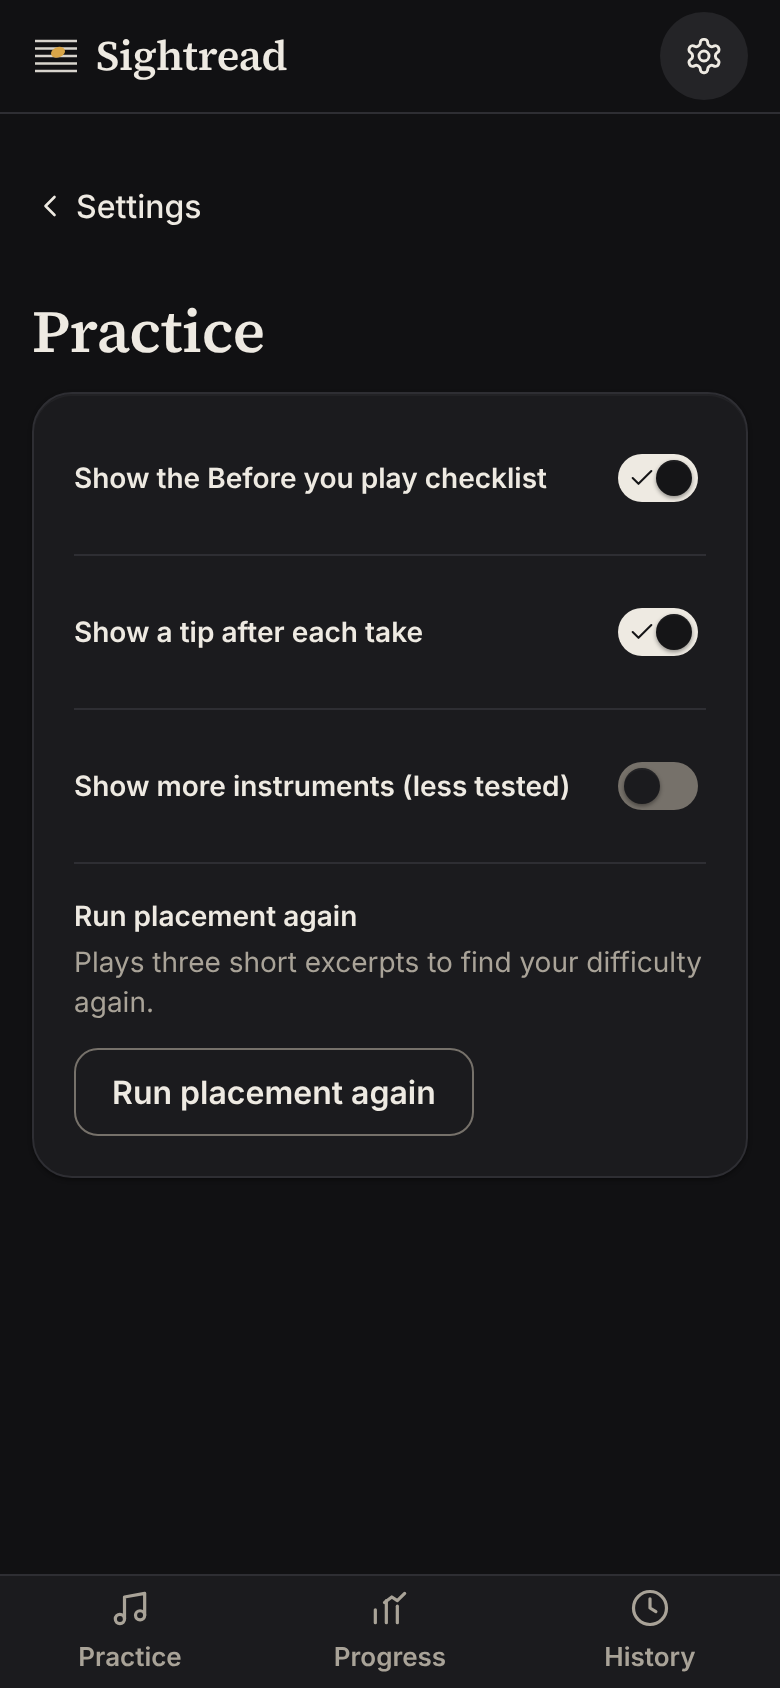 Sightread
Settings
Practice
Show the Before you play checklist
Show a tip after each take
Show more instruments (less tested)
Run placement again
Plays three short excerpts to find your difficulty
again.
Run placement again
Practice
Progress
History